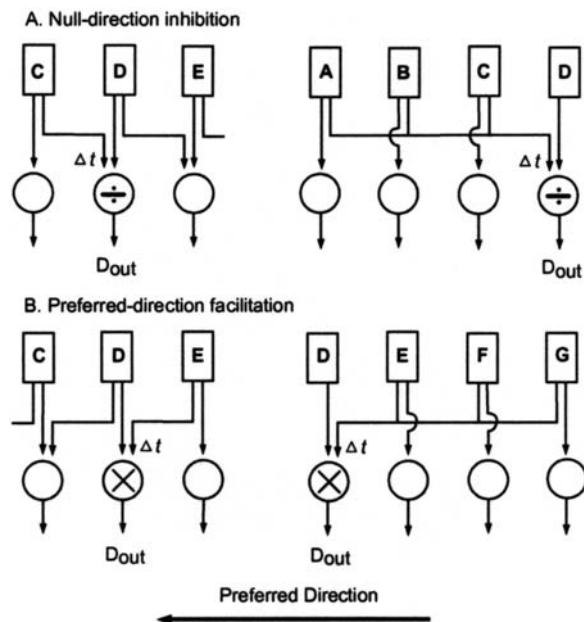 A. Null-direction inhibition
C D E A B C D
Δt Δt
÷ ÷
Dout Dout
B. Preferred-direction facilitation
C D E D E F G
Δt Δt
× ×
Dout Dout
Preferred Direction